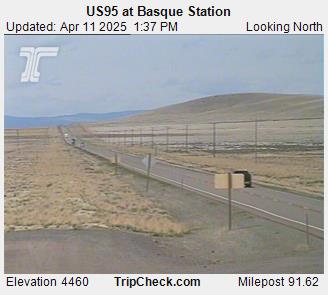 US95 at Basque Station
Updated: Apr 11 2025 1:37 PM Looking North
Elevation 4460 TripCheck.com Milepost 91.62